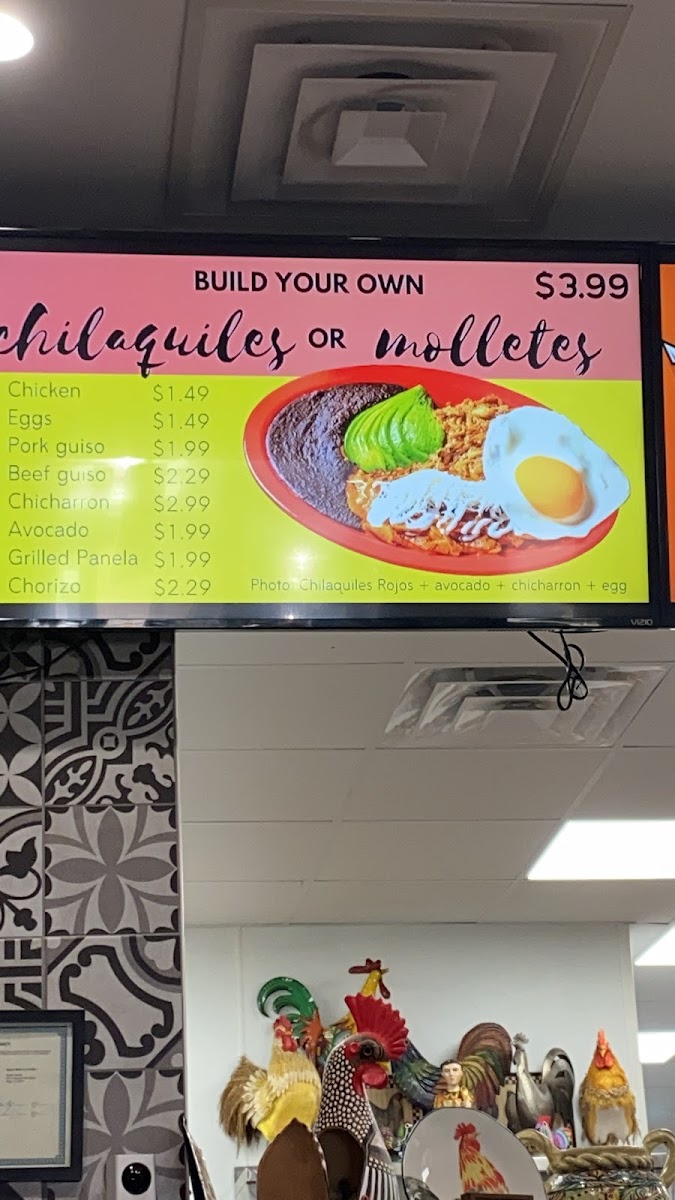 BUILD YOUR OWN $3.99
chilaquiles OR molletes
Chicken $1.49
Eggs $1.49
Pork guiso $1.99
Beef guiso $2.29
Chicharron $2.99
Avocado $1.99
Grilled Panela $1.99
Chorizo $2.29
Photo: Chilaquiles Rojos + avocado + chicharron + egg
VIZIO